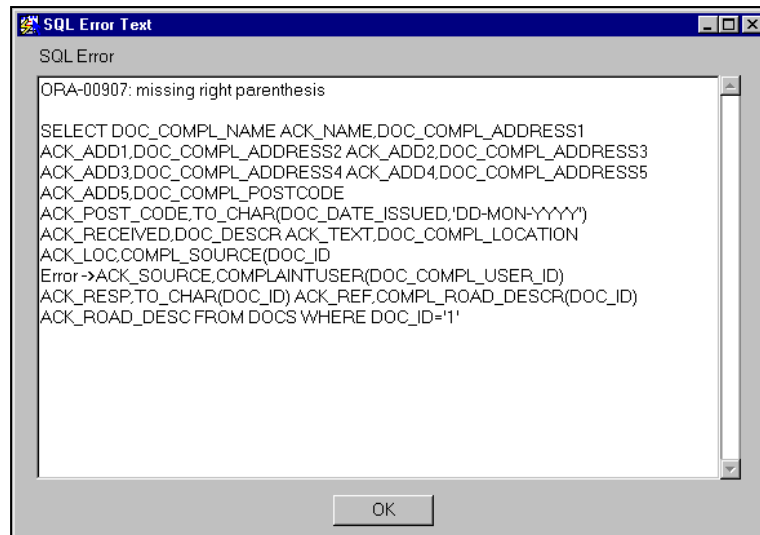 SQL Error Text
SQL Error
ORA-00907: missing right parenthesis
SELECT DOC_COMPL_NAME ACK_NAME,DOC_COMPL_ADDRESS1
ACK_ADD1,DOC_COMPL_ADDRESS2 ACK_ADD2,DOC_COMPL_ADDRESS3
ACK_ADD3,DOC_COMPL_ADDRESS4 ACK_ADD4,DOC_COMPL_ADDRESS5
ACK_ADD5,DOC_COMPL_POSTCODE
ACK_POST_CODE,TO_CHAR(DOC_DATE_ISSUED,'DD-MON-YYYY')
ACK_RECEIVED,DOC_DESCR ACK_TEXT,DOC_COMPL_LOCATION
ACK_LOC,COMPL_SOURCE(DOC_ID
Error->ACK_SOURCE,COMPLAINTUSER(DOC_COMPL_USER_ID)
ACK_RESP,TO_CHAR(DOC_ID) ACK_REF,COMPL_ROAD_DESCR(DOC_ID)
ACK_ROAD_DESC FROM DOCS WHERE DOC_ID='1'
OK